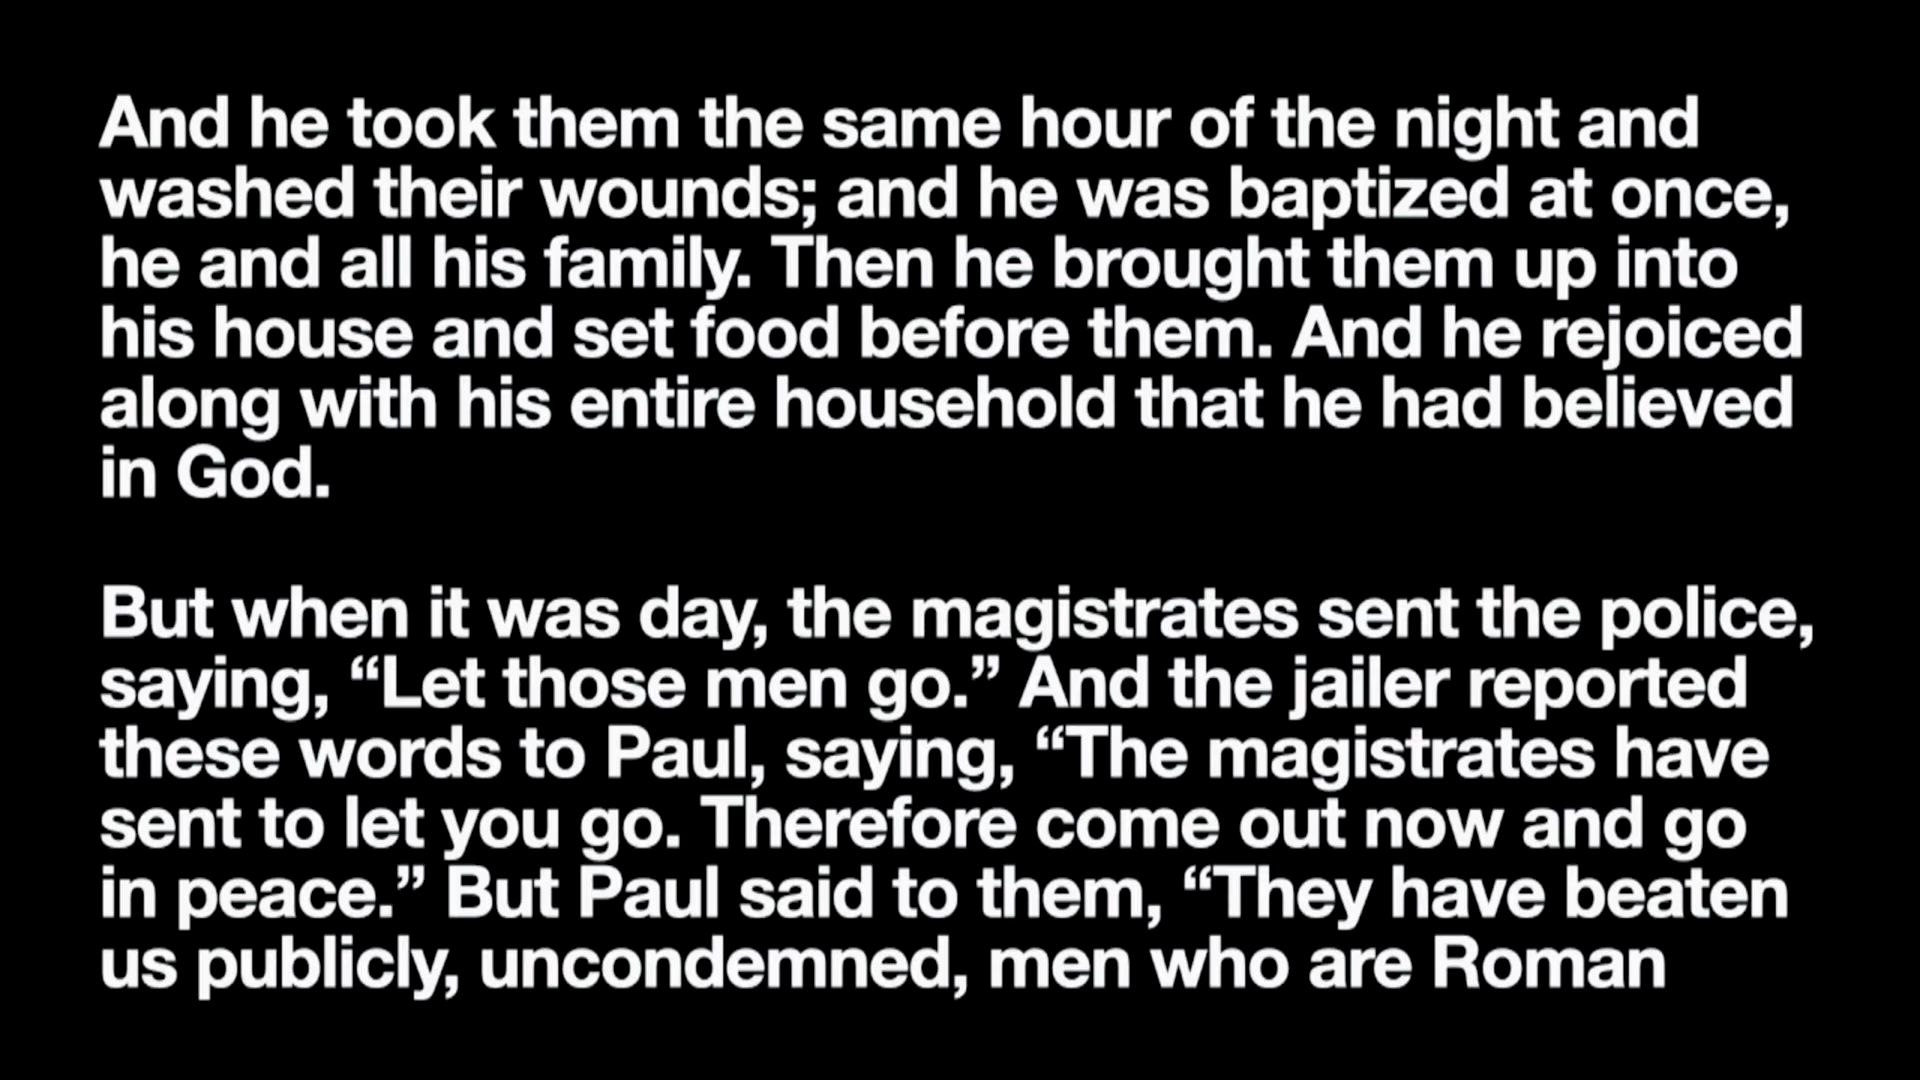 And he took them the same hour of the night and
washed their wounds; and he was baptized at once,
he and all his family. Then he brought them up into
his house and set food before them. And he rejoiced
along with his entire household that he had believed
in God.
But when it was day, the magistrates sent the police,
saying, “Let those men go.” And the jailer reported
these words to Paul, saying, “The magistrates have
sent to let you go. Therefore come out now and go
in peace.” But Paul said to them, “They have beaten
us publicly, uncondemned, men who are Roman